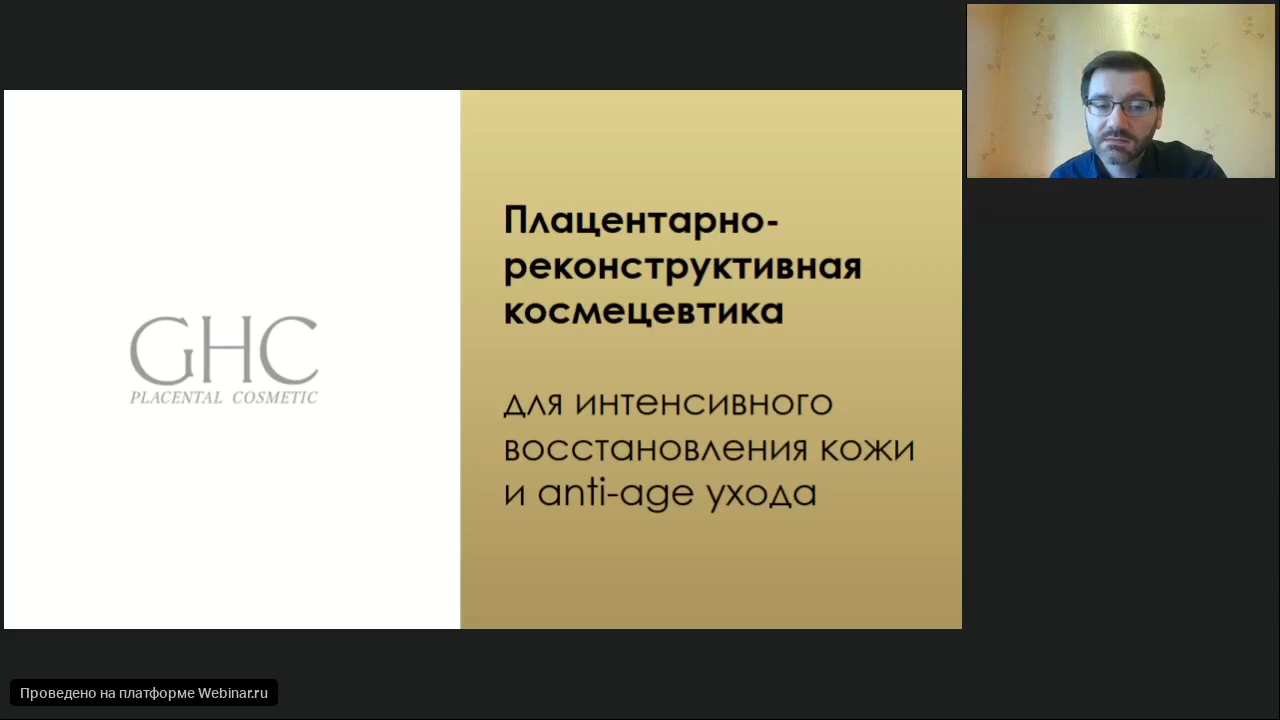 GHC
PLACENTAL COSMETIC
Плацентарно-
реконструктивная
космецевтика
для интенсивного
восстановления кожи
и anti-age ухода
Проведено на платформе Webinar.ru